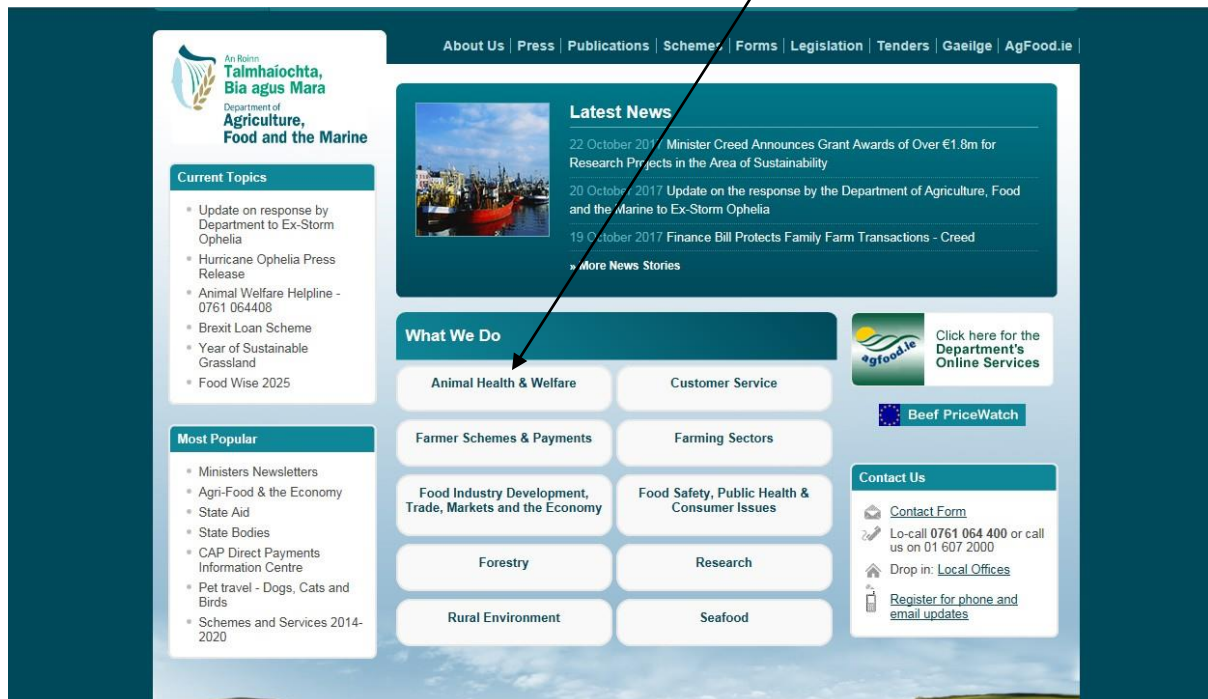 About Us | Press | Publications | Schemes | Forms | Legislation | Tenders | Gaeilge | AgFood.ie |
An Roinn
Talmhaíochta,
Bia agus Mara
Department of
Agriculture,
Food and the Marine
Latest News
22 October 2017 Minister Creed Announces Grant Awards of Over €1.8m for
Research Projects in the Area of Sustainability
20 October 2017 Update on the response by the Department of Agriculture, Food
and the Marine to Ex-Storm Ophelia
19 October 2017 Finance Bill Protects Family Farm Transactions - Creed
» More News Stories
Current Topics
Update on response by
Department to Ex-Storm
Ophelia
Hurricane Ophelia Press
Release
Animal Welfare Helpline -
0761 064408
Brexit Loan Scheme
Year of Sustainable
Grassland
Food Wise 2025
Most Popular
Ministers Newsletters
Agri-Food & the Economy
State Aid
State Bodies
CAP Direct Payments
Information Centre
Pet travel - Dogs, Cats and
Birds
Schemes and Services 2014-
2020
What We Do
Animal Health & Welfare
Customer Service
Farmer Schemes & Payments
Farming Sectors
Food Industry Development,
Trade, Markets and the Economy
Food Safety, Public Health &
Consumer Issues
Forestry
Research
Rural Environment
Seafood
agfood.ie
Click here for the
Department's
Online Services
Beef PriceWatch
Contact Us
Contact Form
Lo-call 0761 064 400 or call
us on 01 607 2000
Drop in: Local Offices
Register for phone and
email updates